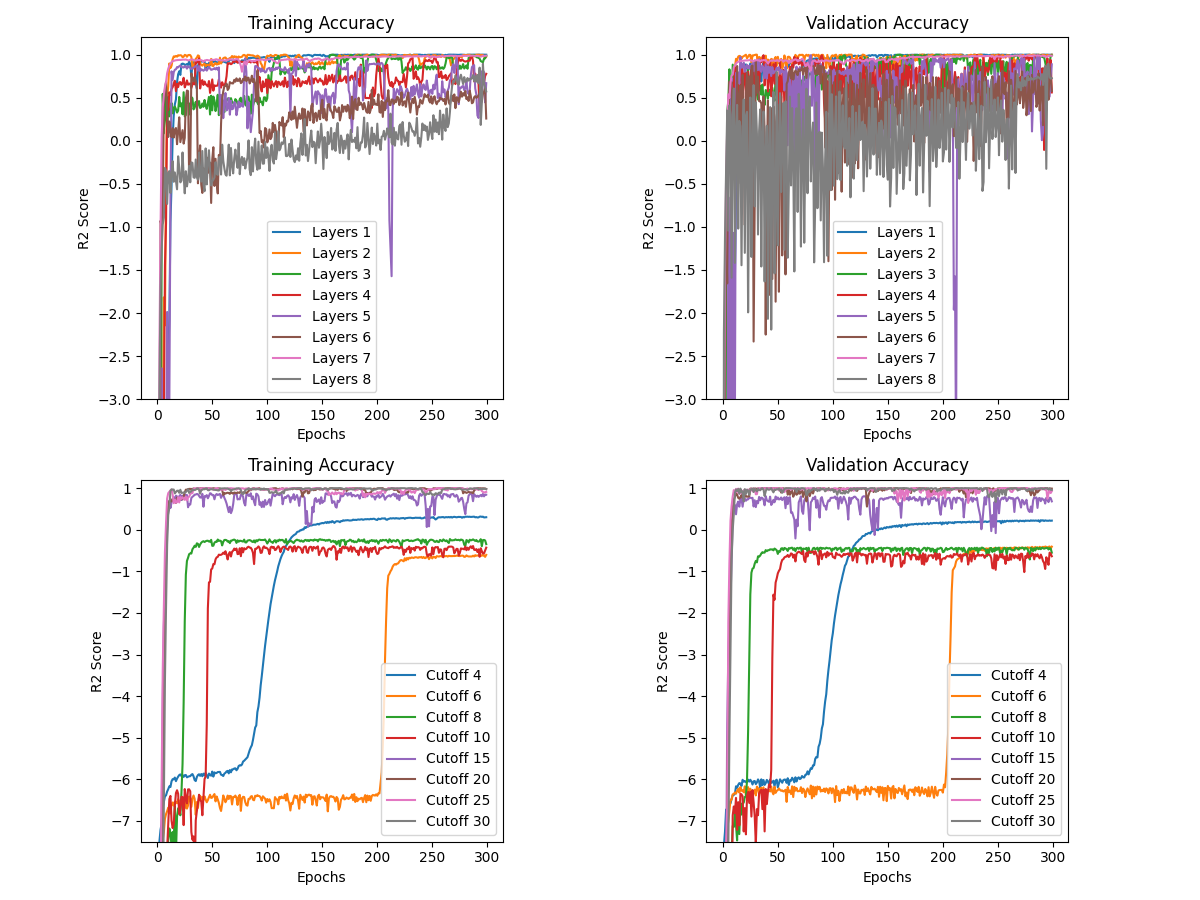 Training Accuracy
1.0
0.5
0.0
−0.5
−1.0
−1.5
−2.0
−2.5
−3.0
R2 Score
Layers 1
Layers 2
Layers 3
Layers 4
Layers 5
Layers 6
Layers 7
Layers 8
0 50 100 150 200 250 300
Epochs
Validation Accuracy
1.0
0.5
0.0
−0.5
−1.0
−1.5
−2.0
−2.5
−3.0
R2 Score
Layers 1
Layers 2
Layers 3
Layers 4
Layers 5
Layers 6
Layers 7
Layers 8
0 50 100 150 200 250 300
Epochs
Training Accuracy
1
0
−1
−2
−3
−4
−5
−6
−7
R2 Score
Cutoff 4
Cutoff 6
Cutoff 8
Cutoff 10
Cutoff 15
Cutoff 20
Cutoff 25
Cutoff 30
0 50 100 150 200 250 300
Epochs
Validation Accuracy
1
0
−1
−2
−3
−4
−5
−6
−7
R2 Score
Cutoff 4
Cutoff 6
Cutoff 8
Cutoff 10
Cutoff 15
Cutoff 20
Cutoff 25
Cutoff 30
0 50 100 150 200 250 300
Epochs